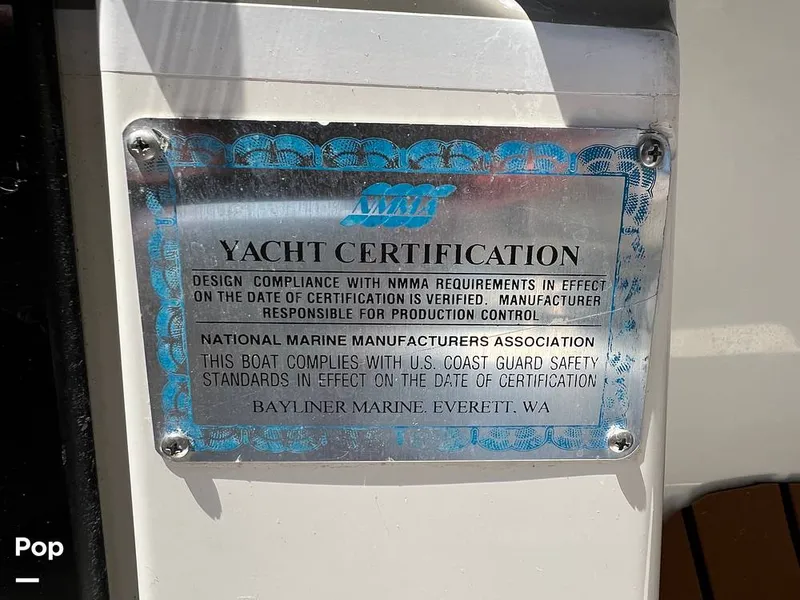 NMMA
YACHT CERTIFICATION
DESIGN COMPLIANCE WITH NMMA REQUIREMENTS IN EFFECT
ON THE DATE OF CERTIFICATION IS VERIFIED. MANUFACTURER
RESPONSIBLE FOR PRODUCTION CONTROL
NATIONAL MARINE MANUFACTURERS ASSOCIATION
THIS BOAT COMPLIES WITH U.S. COAST GUARD SAFETY
STANDARDS IN EFFECT ON THE DATE OF CERTIFICATION
BAYLINER MARINE. EVERETT, WA
Pop